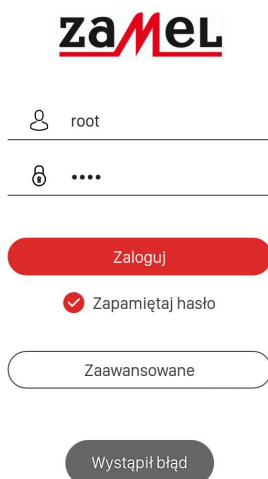 zaMeL
root
••••
Zaloguj
Zapamiętaj hasło
Zaawansowane
Wystąpił błąd